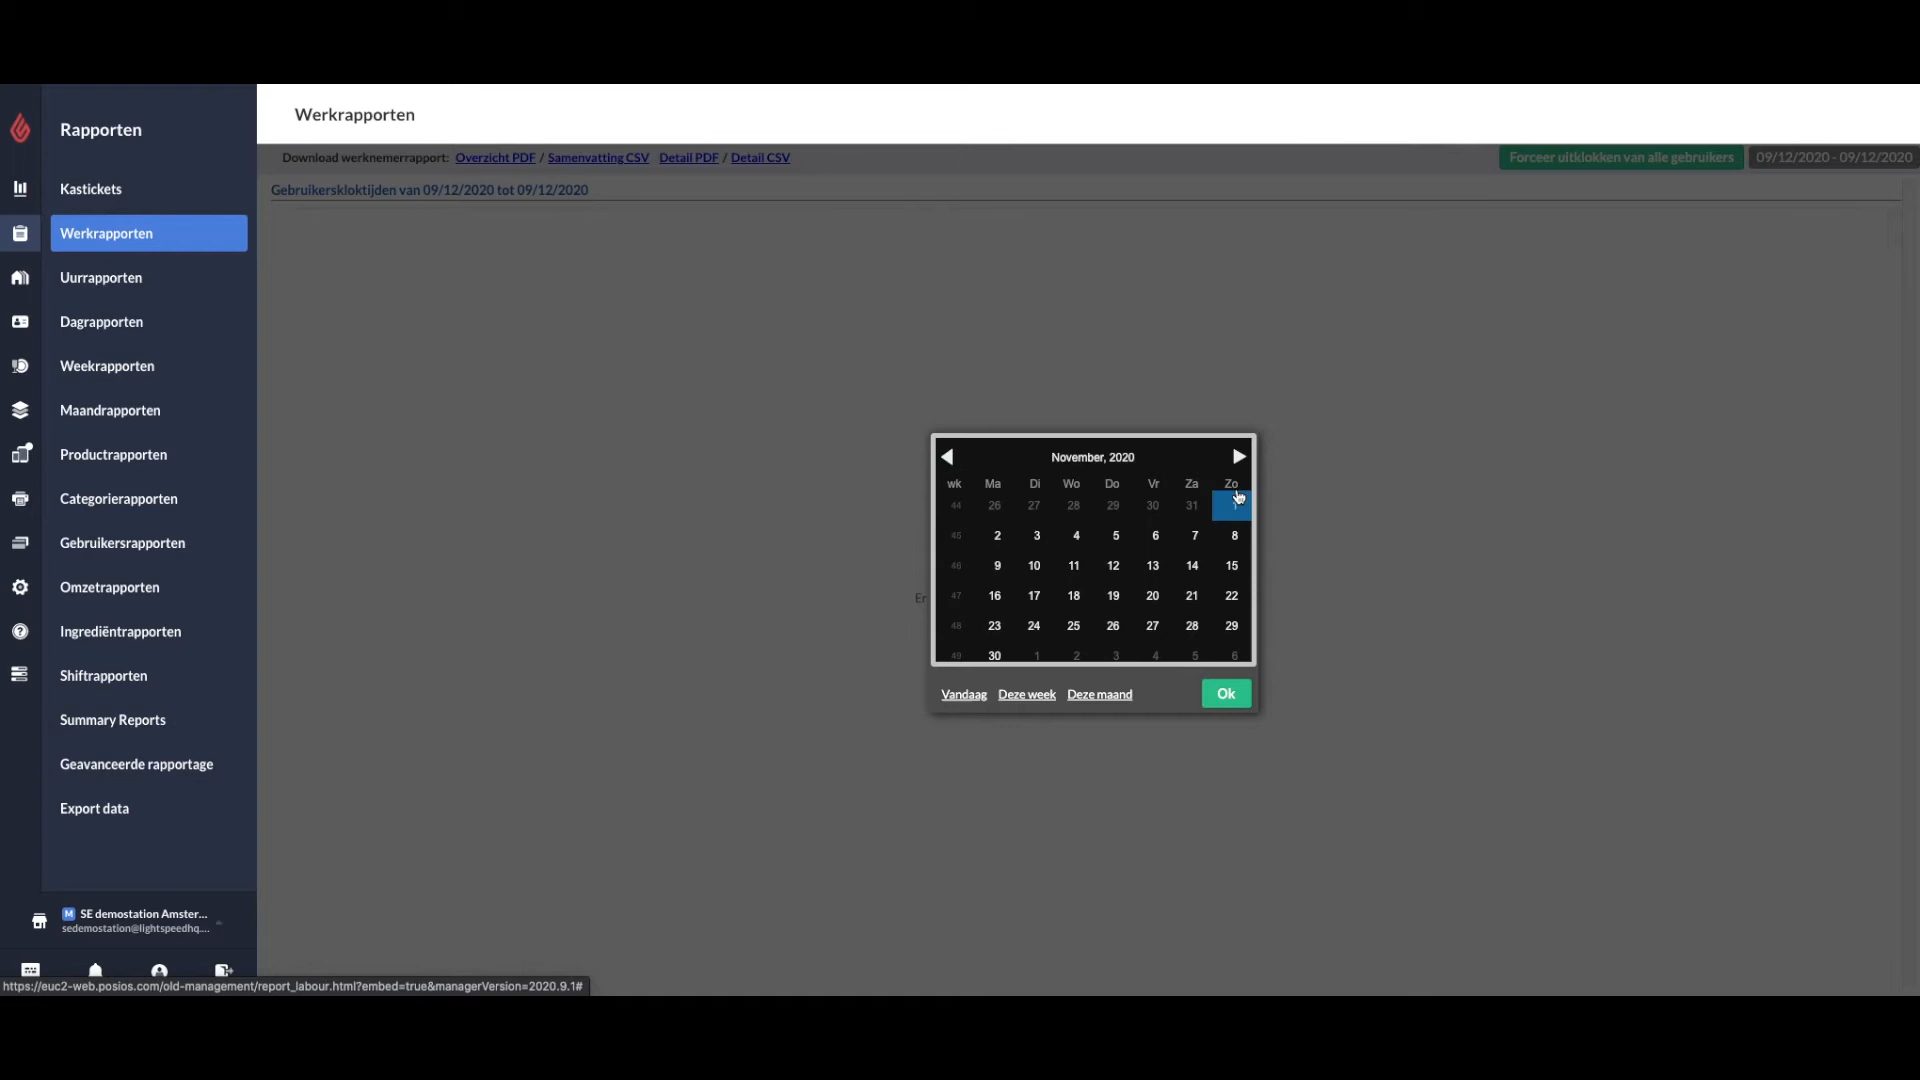 Werkrapporten
Rapporten
Download werknemerrapport: Overzicht PDF / Samenvatting CSV Detail PDF / Detail CSV
Forceer uitklokken van alle gebruikers
09/12/2020 - 09/12/2020
Gebruikerskloktijden van 09/12/2020 tot 09/12/2020
Kastickets
Werkrapporten
Uurrapporten
Dagrapporten
Weekrapporten
Maandrapporten
Productrapporten
Categorierapporten
Gebruikersrapporten
Omzetrapporten
Ingrediëntrapporten
Shiftrapporten
Summary Reports
Geavanceerde rapportage
Export data
November, 2020
wk Ma Di Wo Do Vr Za Zo
44 26 27 28 29 30 31 1
45 2 3 4 5 6 7 8
46 9 10 11 12 13 14 15
47 16 17 18 19 20 21 22
48 23 24 25 26 27 28 29
49 30 1 2 3 4 5 6
Er
Vandaag Deze week Deze maand Ok
M SE demostation Amster...
sedemostation@lightspeedhq....
https://euc2-web.posios.com/old-management/report_labour.html?embed=true&managerVersion=2020.9.1#